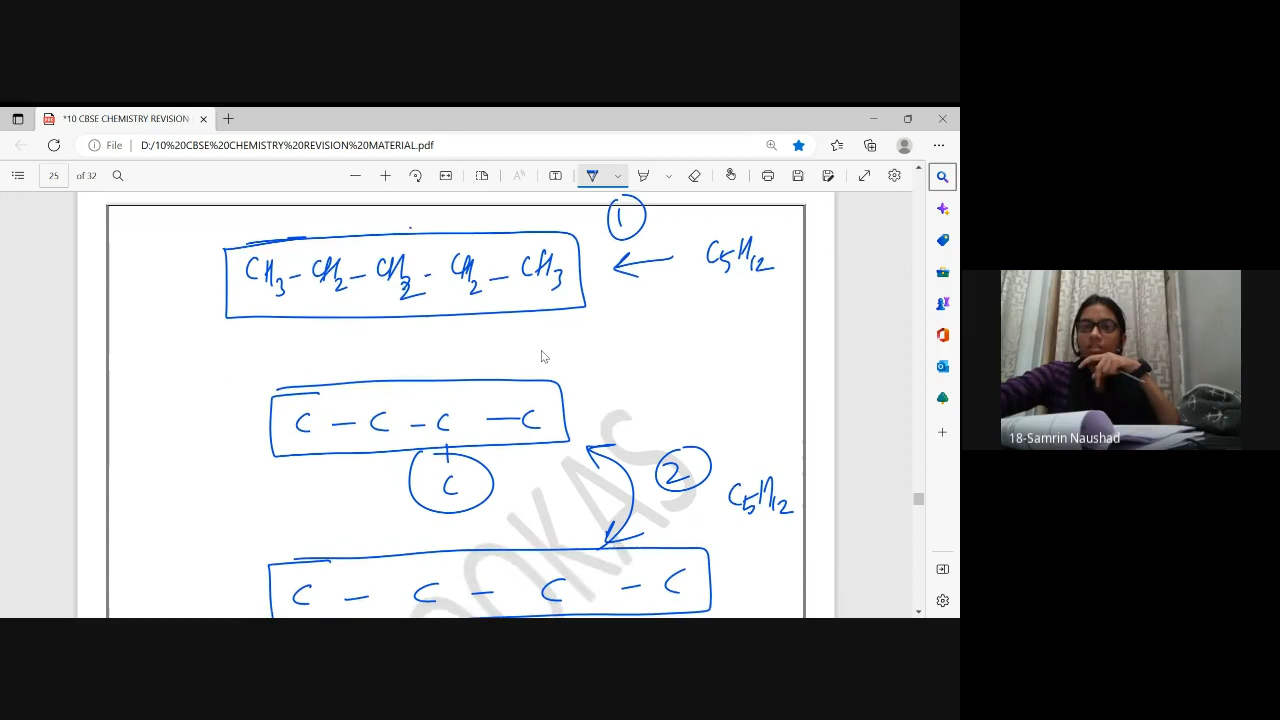 *10 CBSE CHEMISTRY REVISION
File D:/10%20CBSE%20CHEMISTRY%20REVISION%20MATERIAL.pdf
25 of 32
1
CH3-CH2-CH2-CH2-CH3 ← C5H12
C-C-C-C
C
2
C5H12
C-C-C-C
OOKAS
18-Samrin Naushad